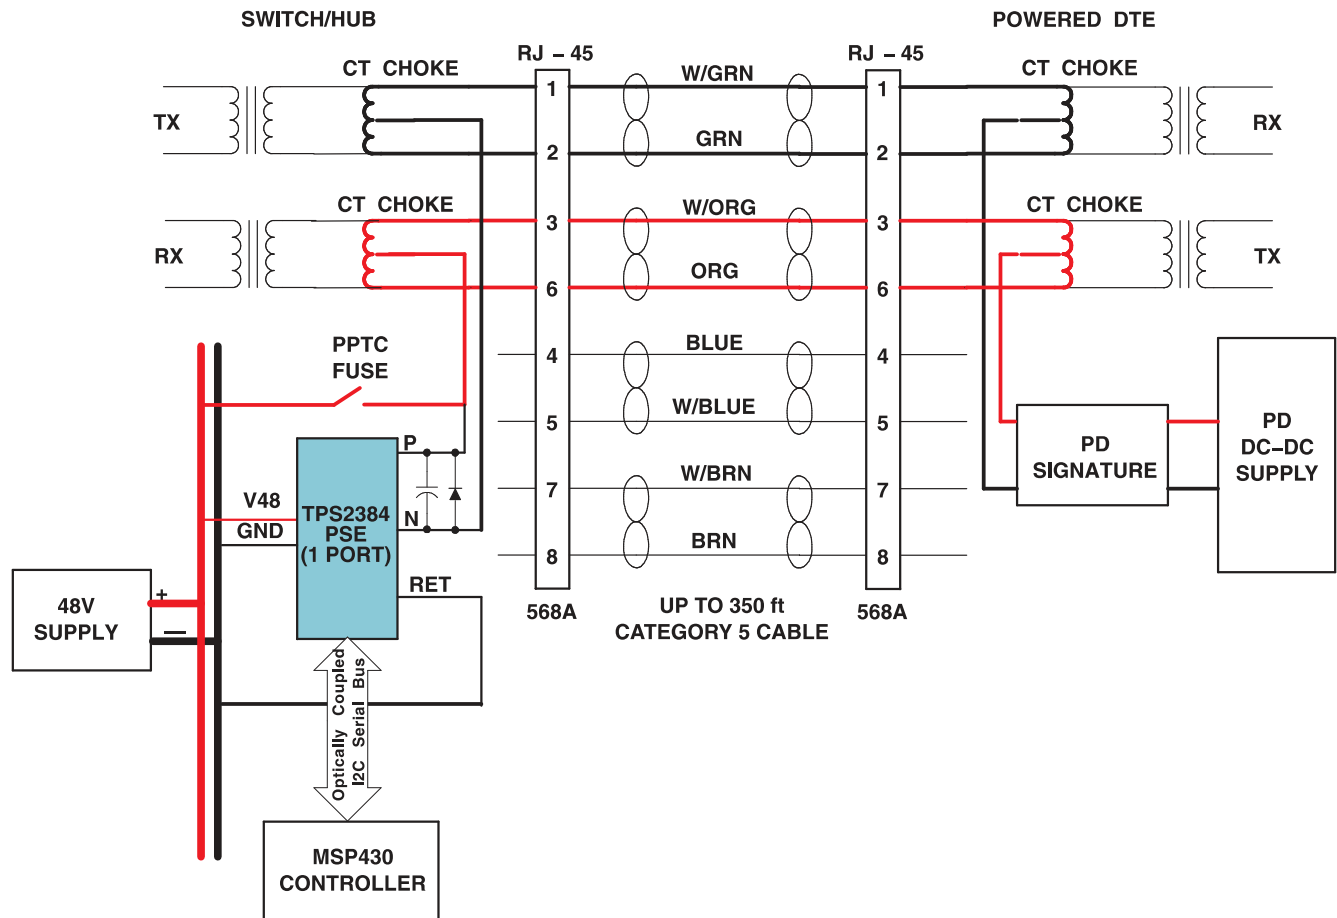 SWITCH/HUB
POWERED DTE
RJ – 45
RJ – 45
CT CHOKE
W/GRN
CT CHOKE
1
1
TX
RX
GRN
2
2
CT CHOKE
W/ORG
CT CHOKE
3
3
RX
ORG
TX
6
6
PPTC
FUSE
BLUE
4
4
W/BLUE
5
5
W/BRN
7
7
BRN
8
8
568A
568A
UP TO 350 ft
CATEGORY 5 CABLE
PD
SIGNATURE
PD
DC–DC
SUPPLY
P
V48
GND
TPS2384
PSE
(1 PORT)
N
RET
48V
SUPPLY
+
—
Optically Coupled
I2C Serial Bus
MSP430
CONTROLLER